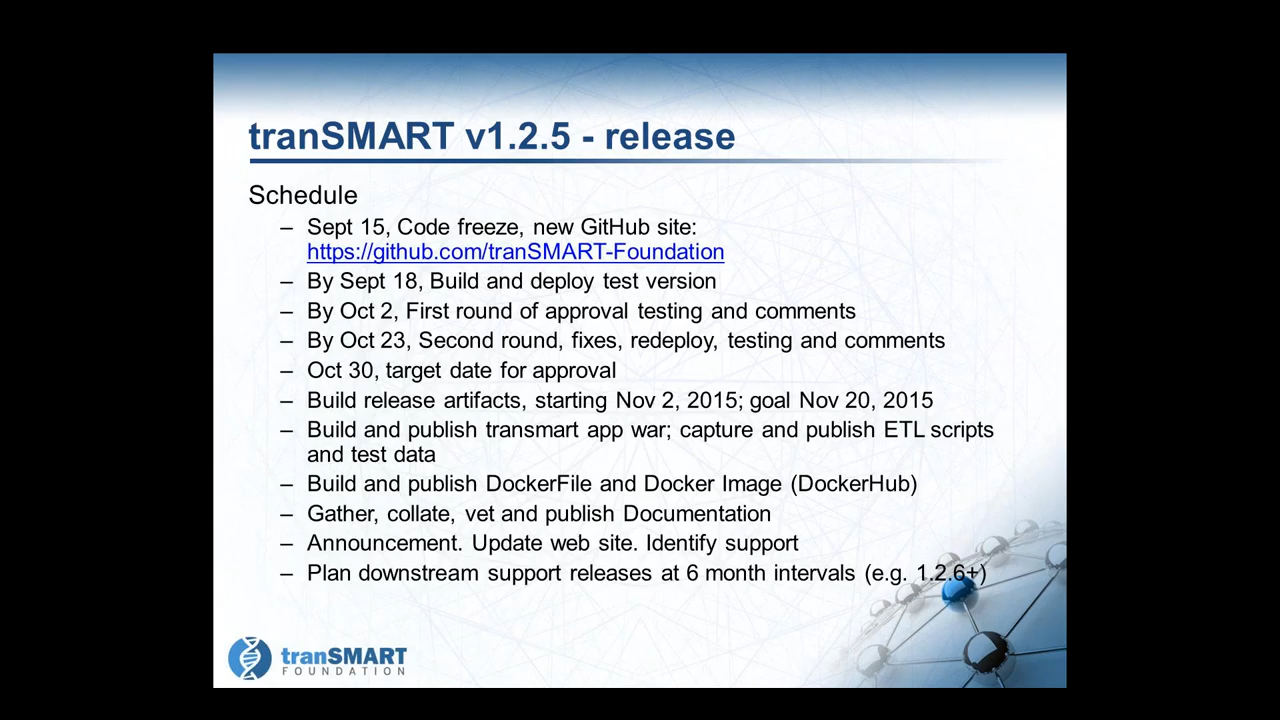 tranSMART v1.2.5 - release
Schedule
– Sept 15, Code freeze, new GitHub site:
https://github.com/tranSMART-Foundation
– By Sept 18, Build and deploy test version
– By Oct 2, First round of approval testing and comments
– By Oct 23, Second round, fixes, redeploy, testing and comments
– Oct 30, target date for approval
– Build release artifacts, starting Nov 2, 2015; goal Nov 20, 2015
– Build and publish transmart app war; capture and publish ETL scripts
and test data
– Build and publish DockerFile and Docker Image (DockerHub)
– Gather, collate, vet and publish Documentation
– Announcement. Update web site. Identify support
– Plan downstream support releases at 6 month intervals (e.g. 1.2.6+)
tranSMART
FOUNDATION